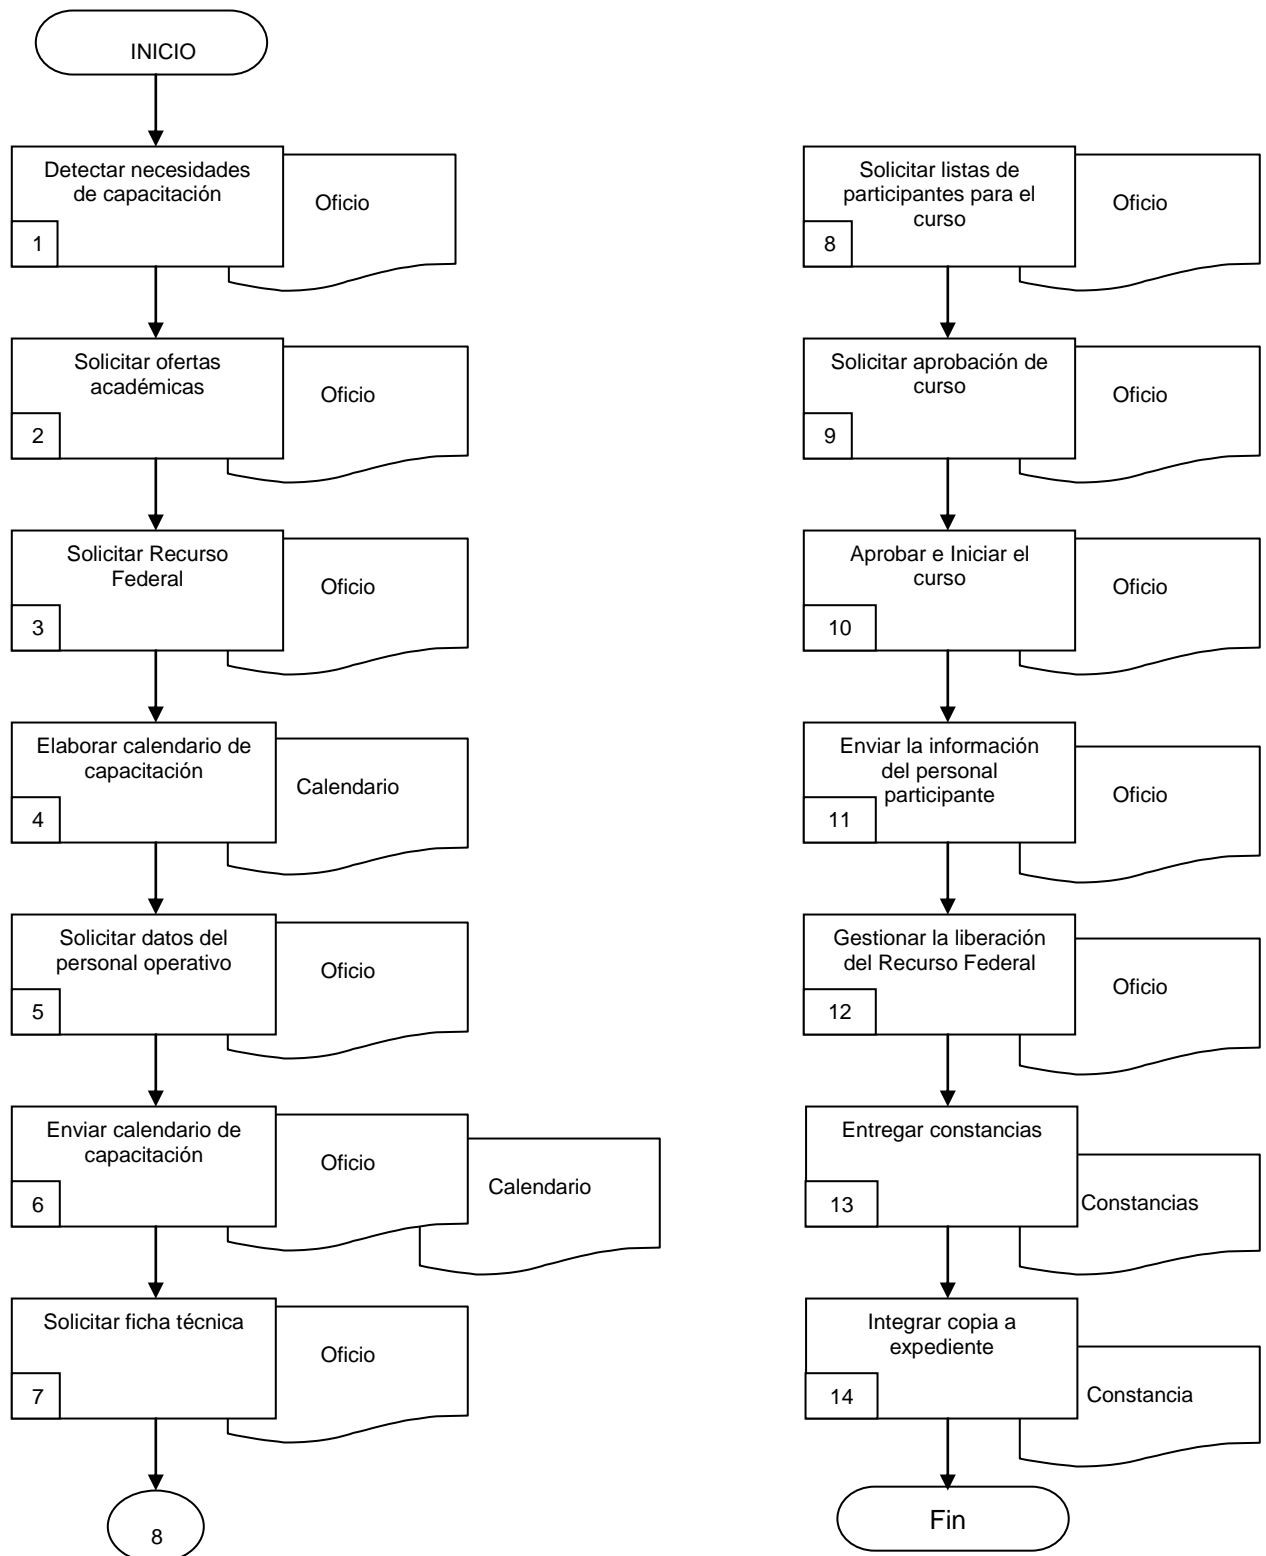 INICIO
Detectar necesidades
de capacitación
Oficio
1
Solicitar ofertas
académicas
Oficio
2
Solicitar Recurso
Federal
Oficio
3
Elaborar calendario de
capacitación
Calendario
4
Solicitar datos del
personal operativo
Oficio
5
Enviar calendario de
capacitación
Oficio
Calendario
6
Solicitar ficha técnica
Oficio
7
8
Solicitar listas de
participantes para el
curso
Oficio
8
Solicitar aprobación de
curso
Oficio
9
Aprobar e Iniciar el
curso
Oficio
10
Enviar la información
del personal
participante
Oficio
11
Gestionar la liberación
del Recurso Federal
Oficio
12
Entregar constancias
Constancias
13
Integrar copia a
expediente
Constancia
14
Fin